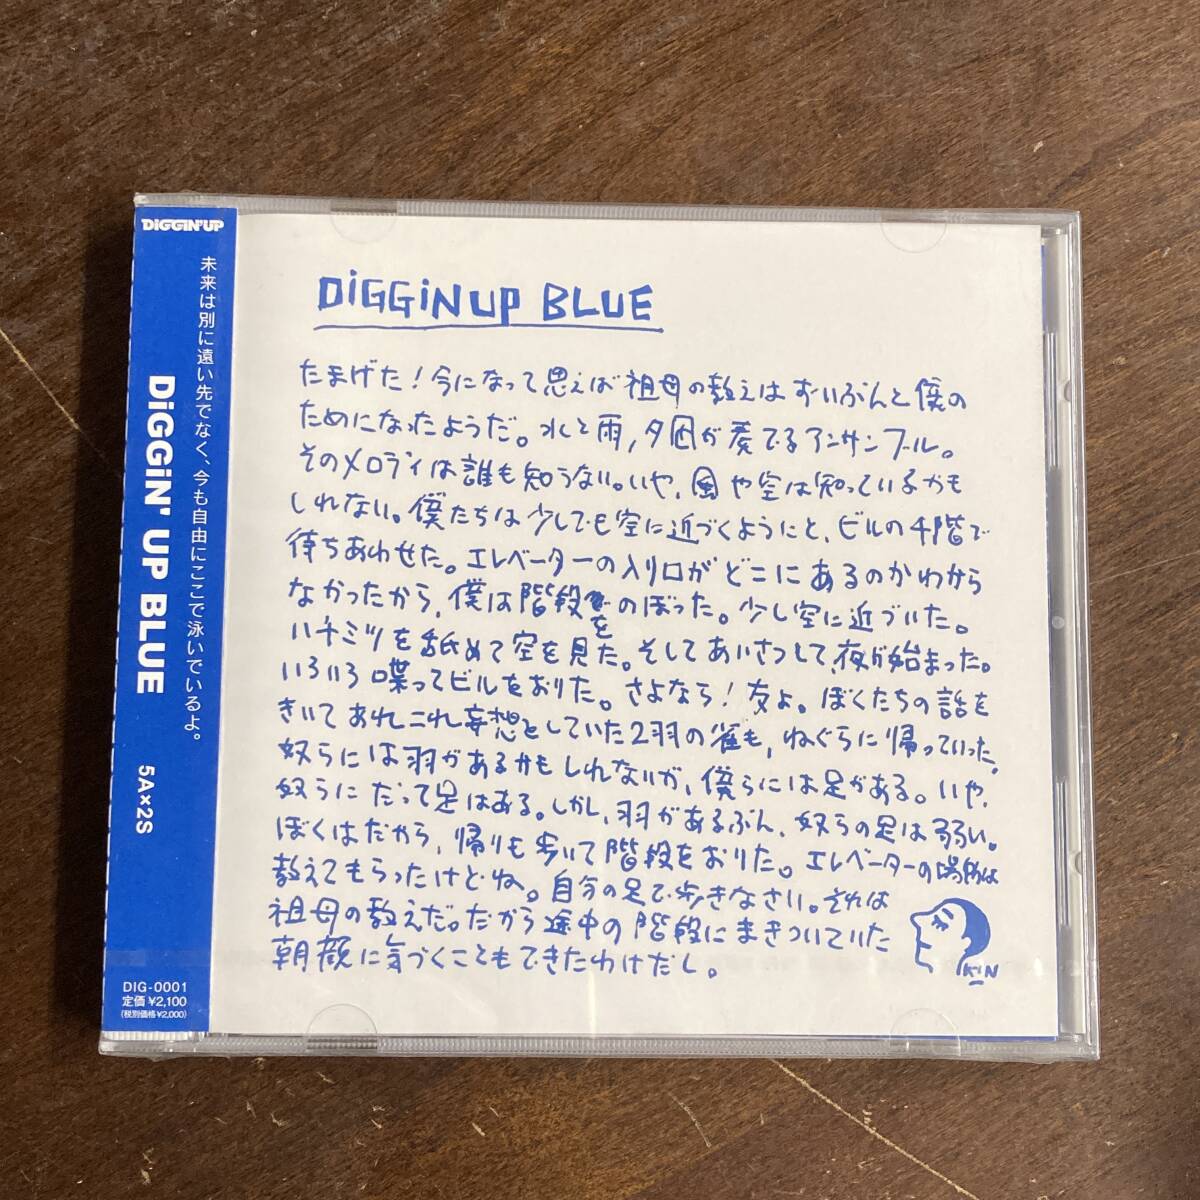 DiGGiN'UP
未来は別に遠い先でなく、今も自由にここで泳いでいるよ。
DiGGiN' UP BLUE
5A×2S
DIG-0001
定価¥2,100
(税別価格¥2,000)
DiGGiN UP BLUE
たまげた!今になって思えば祖母の教えはずいぶんと僕の
ためになったようだ。水と雨,夕凪が奏でるアンサンブール。
そのメロディは誰も知らない。いや,風や空は知っているかも
しれない。僕たちは少しでも空に近づくようにと,ビルの4階で
待ちあわせた。エレベーターの入り口がどこにあるのかわから
なかったから,僕は階段をのぼった。少し空に近づいた。
ハチミツを舐めて空を見た。そしてあいさつして,夜が始まった。
いろいろ喋ってビルをおりた。さよなら!友よ。ぼくたちの話を
きいてあれこれ妄想としていた2羽の雀も,ねぐらに帰っていった。
奴らには羽があるかもしれないが,僕らには足がある。いや,
奴らにだって足はある。しかし,羽があるぶん,奴らの足は弱い。
ぼくはだから,帰りも歩いて階段をおりた。エレベーターの場所は
教えてもらったけどね。自分の足で歩きなさい。それは
祖母の教えだ。だから途中の階段にまきついていた
朝顔に気づくこともできたわけだし。
KIN